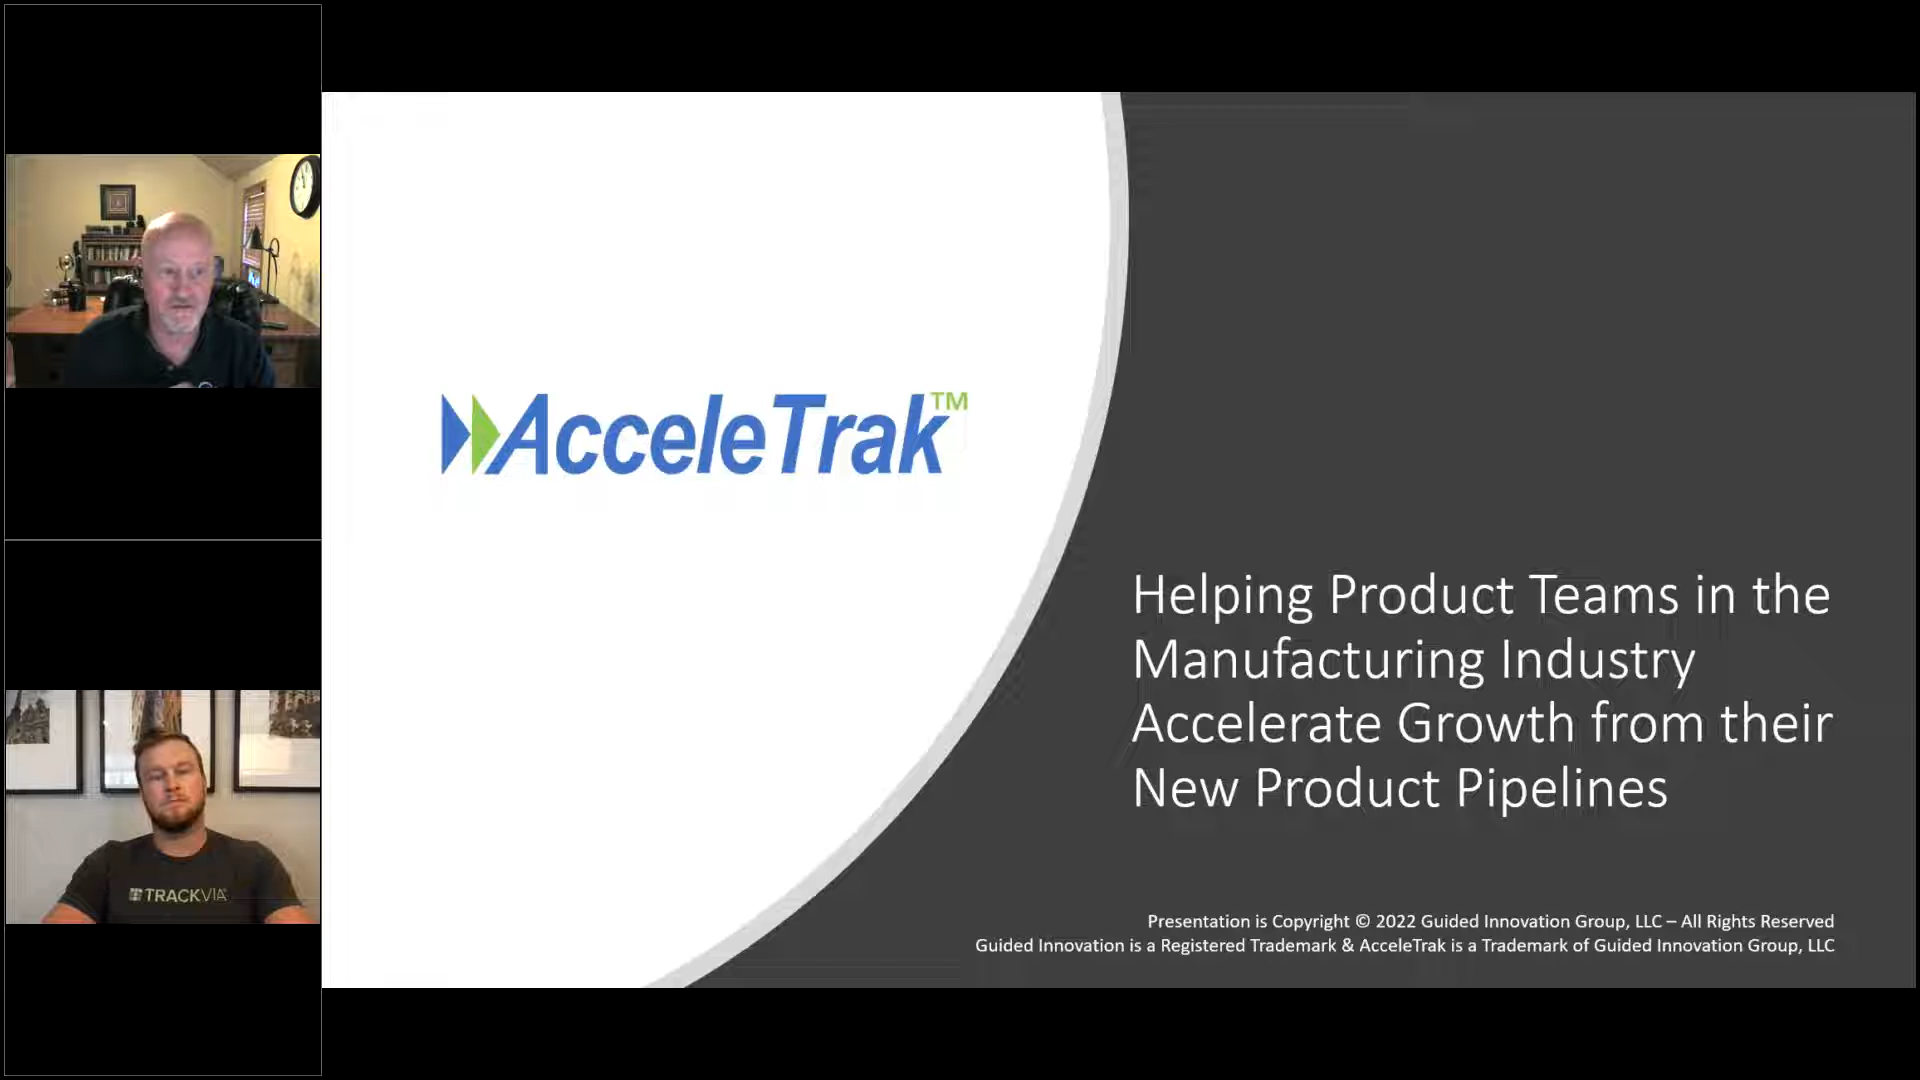 AcceleTrak™
Helping Product Teams in the
Manufacturing Industry
Accelerate Growth from their
New Product Pipelines
Presentation is Copyright © 2022 Guided Innovation Group, LLC – All Rights Reserved
Guided Innovation is a Registered Trademark & AcceleTrak is a Trademark of Guided Innovation Group, LLC
TRACKVIA